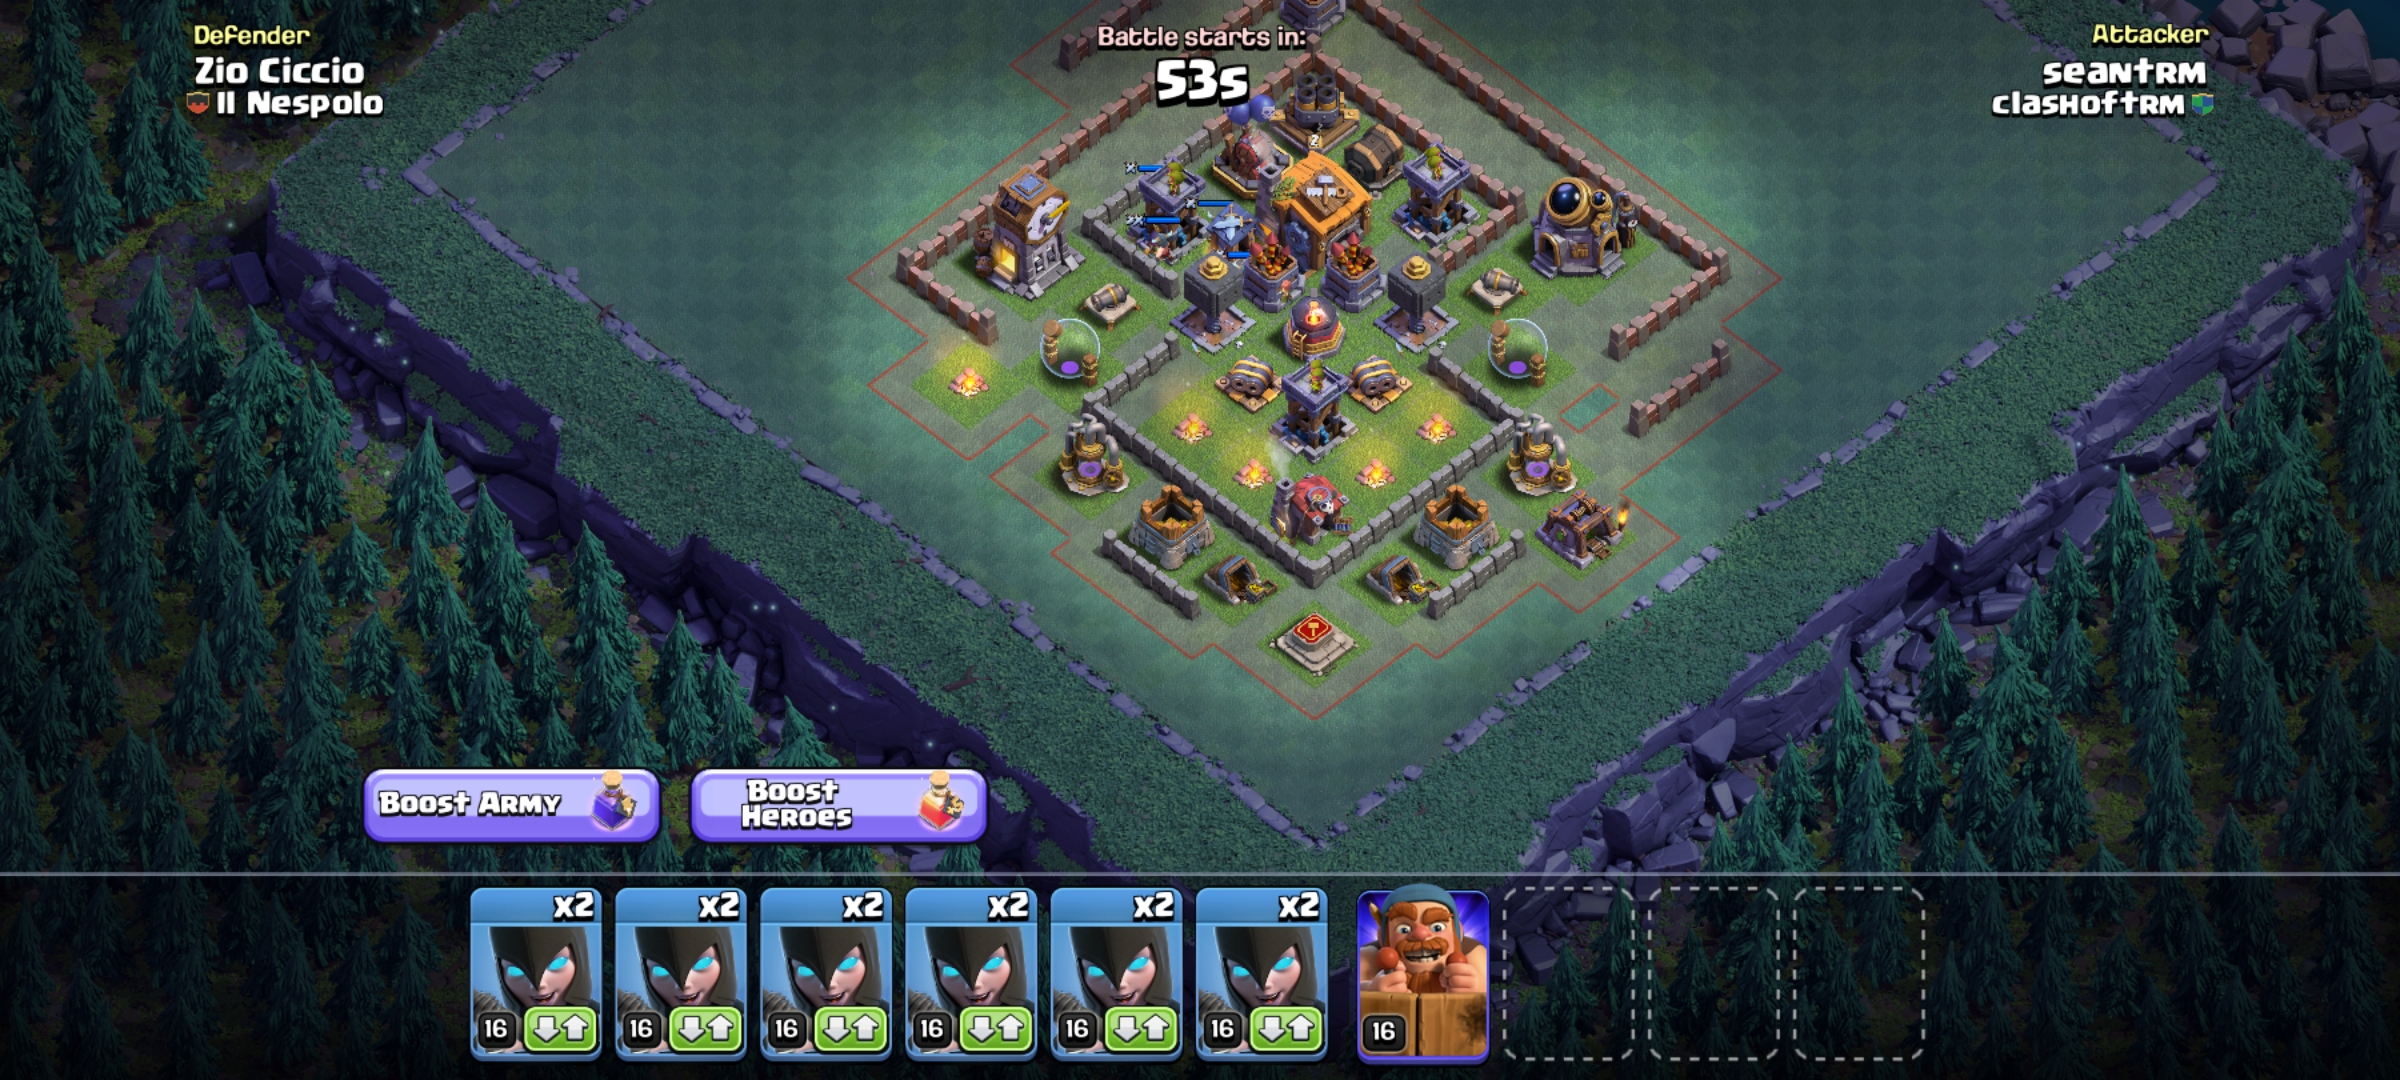 Defender
Zio Ciccio
Il Nespolo
Battle starts in:
53s
Attacker
seantRM
clashoftRM
Boost Army
Boost
Heroes
x2
x2
x2
x2
x2
x2
16
16
16
16
16
16
16